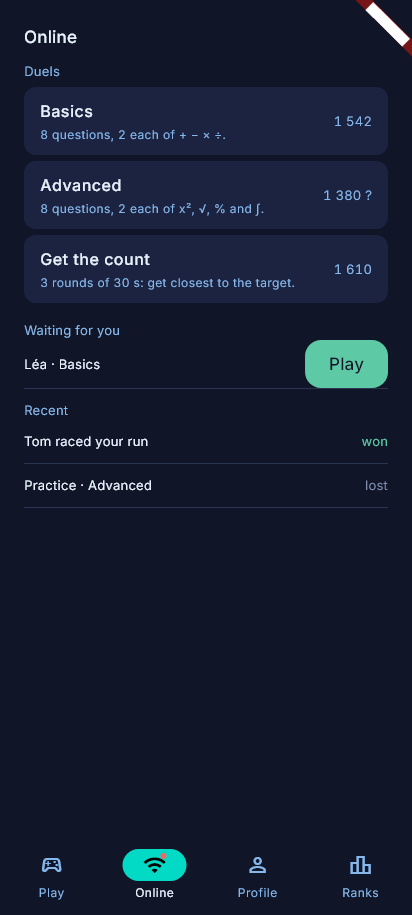 Online
Duels
Basics
8 questions, 2 each of + − × ÷.
1 542
Advanced
8 questions, 2 each of x², √, % and ∫.
1 380 ?
Get the count
3 rounds of 30 s: get closest to the target.
1 610
Waiting for you
Léa · Basics
Play
Recent
Tom raced your run
won
Practice · Advanced
lost
Play
Online
Profile
Ranks